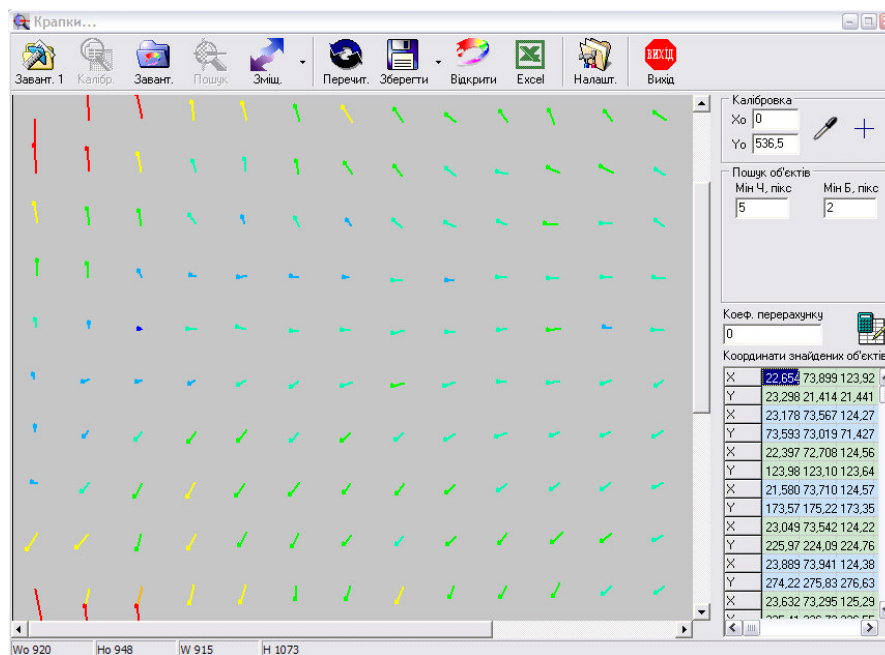 Крапки...
Завант. 1 Калібр. Завант. Пошук Зміщ. Перечит. Зберегти Відкрити Excel Налашт. Вихід
ВИХІД
Калібровка
Xo 0
Yo 536,5
Пошук об'єктів
Мін Ч, пікс Мін Б, пікс
5 2
Коеф. перерахунку
0
Координати знайдених об'єктів
X 22,654 73,899 123,92
Y 23,298 21,414 21,441
X 23,178 73,567 124,27
Y 73,593 73,019 71,427
X 22,397 72,708 124,56
Y 123,98 123,10 123,64
X 21,580 73,710 124,57
Y 173,57 175,22 173,35
X 23,049 73,542 124,22
Y 225,97 224,09 224,76
X 23,889 73,941 124,38
Y 274,22 275,83 276,63
X 23,632 73,295 125,29
Wo 920 Ho 948 W 915 H 1073